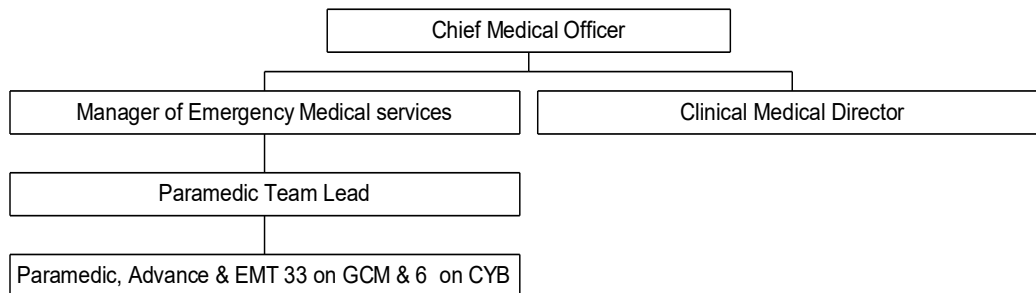 Chief Medical Officer
Manager of Emergency Medical services
Clinical Medical Director
Paramedic Team Lead
Paramedic, Advance & EMT 33 on GCM & 6 on CYB